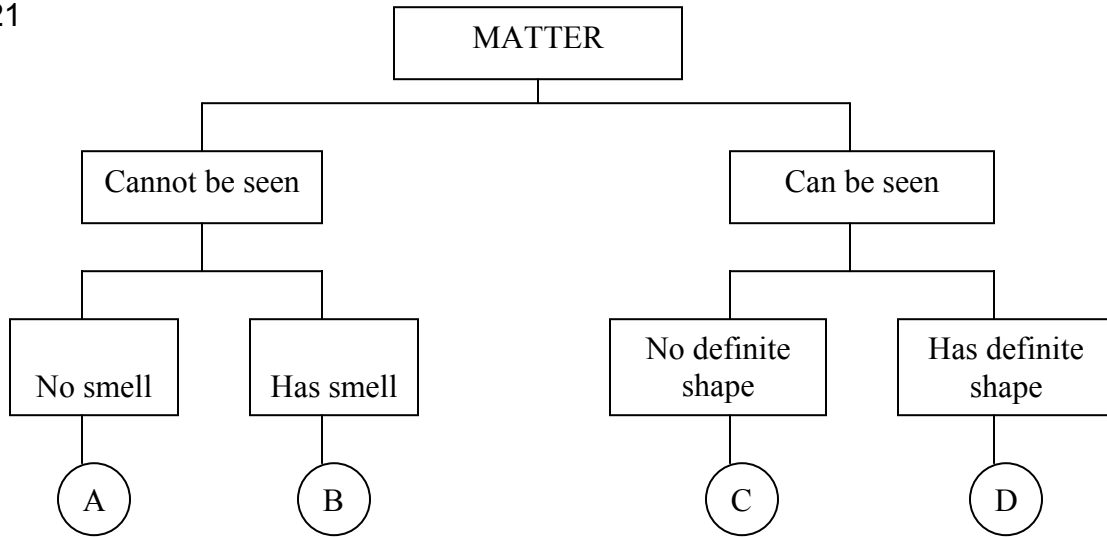 21
MATTER
Cannot be seen
Can be seen
No smell
Has smell
No definite
shape
Has definite
shape
A
B
C
D